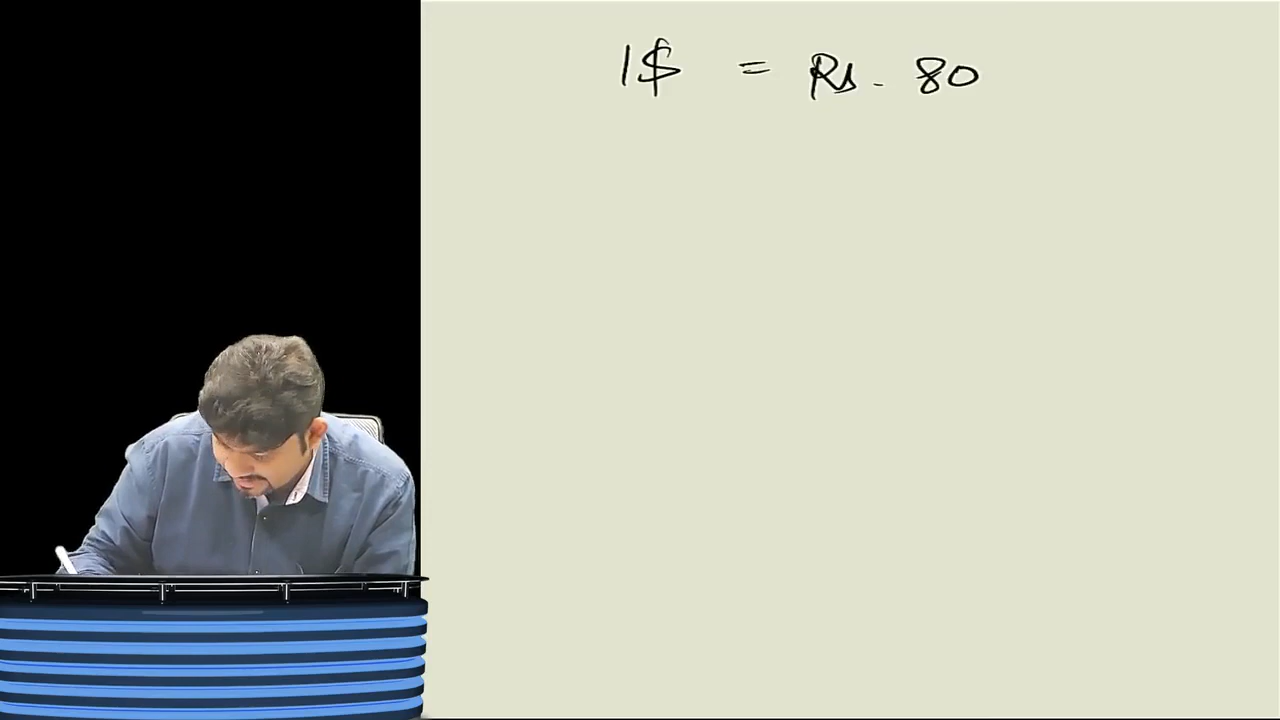 1$ = Rs. 80